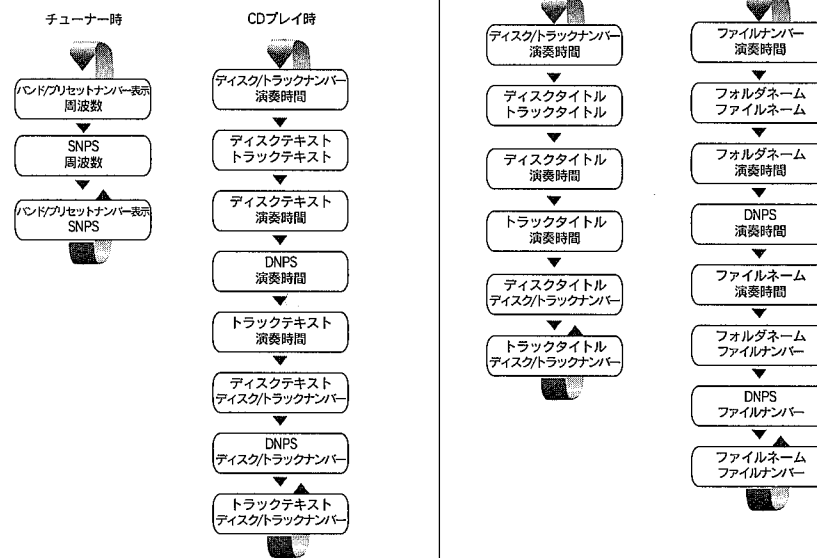 チューナー時
バンド/プリセットナンバー表示
周波数
SNPS
周波数
バンド/プリセットナンバー表示
SNPS
CDプレイ時
ディスク/トラックナンバー
演奏時間
ディスクテキスト
トラックテキスト
ディスクテキスト
演奏時間
DNPS
演奏時間
トラックテキスト
演奏時間
ディスクテキスト
ディスク/トラックナンバー
DNPS
ディスク/トラックナンバー
トラックテキスト
ディスク/トラックナンバー
ディスク/トラックナンバー
演奏時間
ディスクタイトル
トラックタイトル
ディスクタイトル
演奏時間
トラックタイトル
演奏時間
ディスクタイトル
ディスク/トラックナンバー
トラックタイトル
ディスク/トラックナンバー
ファイルナンバー
演奏時間
フォルダネーム
ファイルネーム
フォルダネーム
演奏時間
DNPS
演奏時間
ファイルネーム
演奏時間
フォルダネーム
ファイルナンバー
DNPS
ファイルナンバー
ファイルネーム
ファイルナンバー